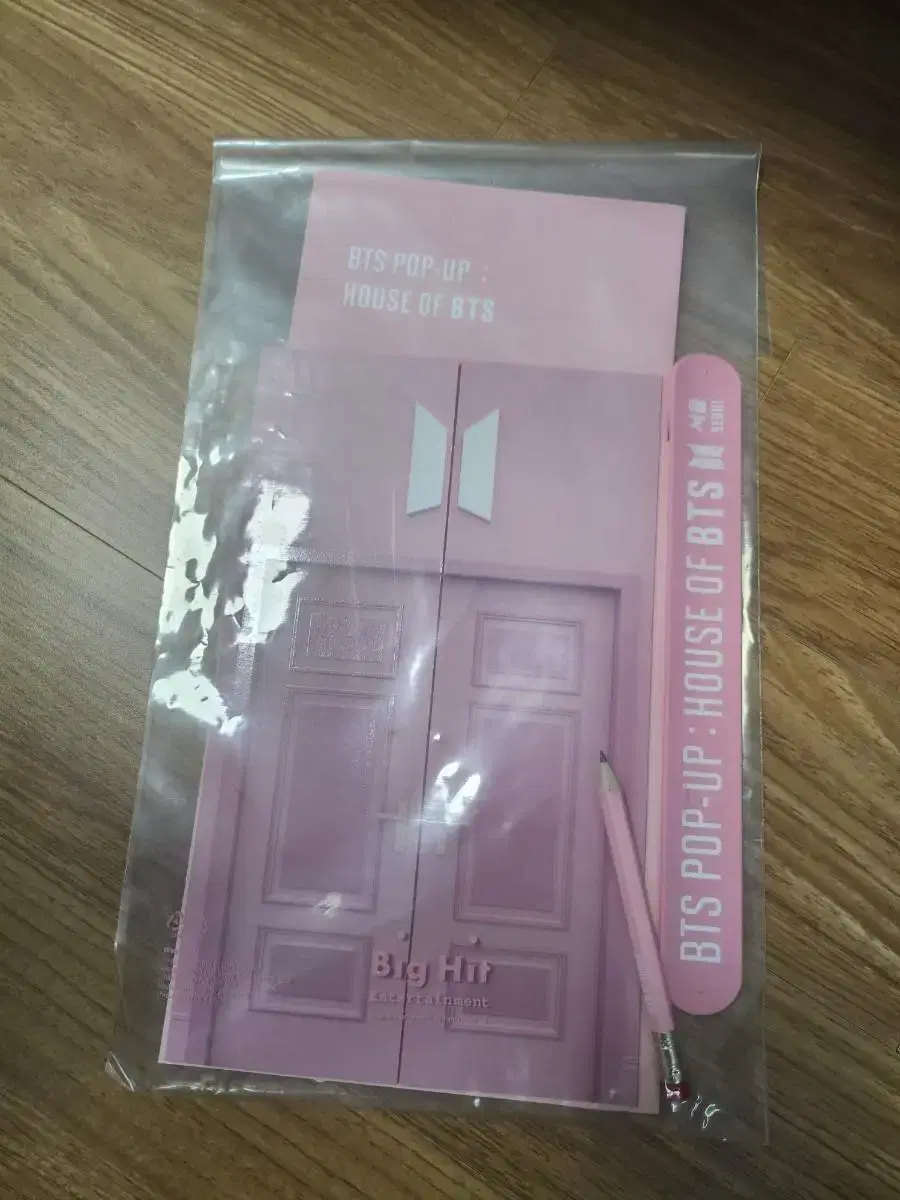 BTS POP-UP :
HOUSE OF BTS
BTS POP-UP : HOUSE OF BTS
서울
SEOUL
Big Hit
Entertainment